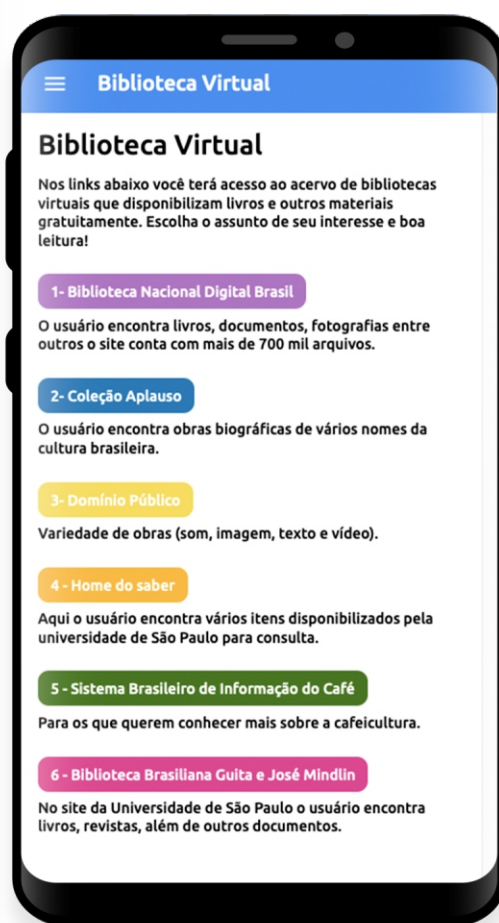 Biblioteca Virtual
Biblioteca Virtual
Nos links abaixo você terá acesso ao acervo de bibliotecas
virtuais que disponibilizam livros e outros materiais
gratuitamente. Escolha o assunto de seu interesse e boa
leitura!
1- Biblioteca Nacional Digital Brasil
O usuário encontra livros, documentos, fotografias entre
outros o site conta com mais de 700 mil arquivos.
2- Coleção Aplauso
O usuário encontra obras biográficas de vários nomes da
cultura brasileira.
3- Domínio Público
Variedade de obras (som, imagem, texto e vídeo).
4 - Home do saber
Aqui o usuário encontra vários itens disponibilizados pela
universidade de São Paulo para consulta.
5 - Sistema Brasileiro de Informação do Café
Para os que querem conhecer mais sobre a cafeicultura.
6 - Biblioteca Brasiliana Guita e José Mindlin
No site da Universidade de São Paulo o usuário encontra
livros, revistas, além de outros documentos.